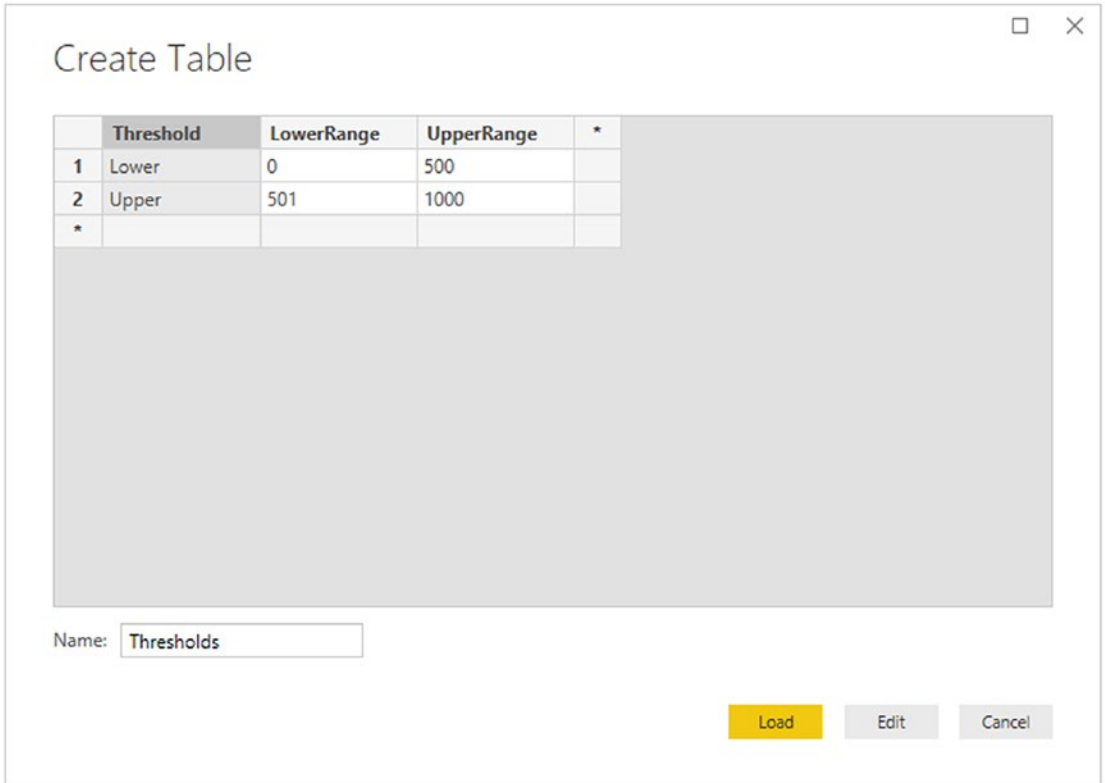 Create Table
Threshold LowerRange UpperRange *
1 Lower 0 500
2 Upper 501 1000
*
Name: Thresholds
Load Edit Cancel